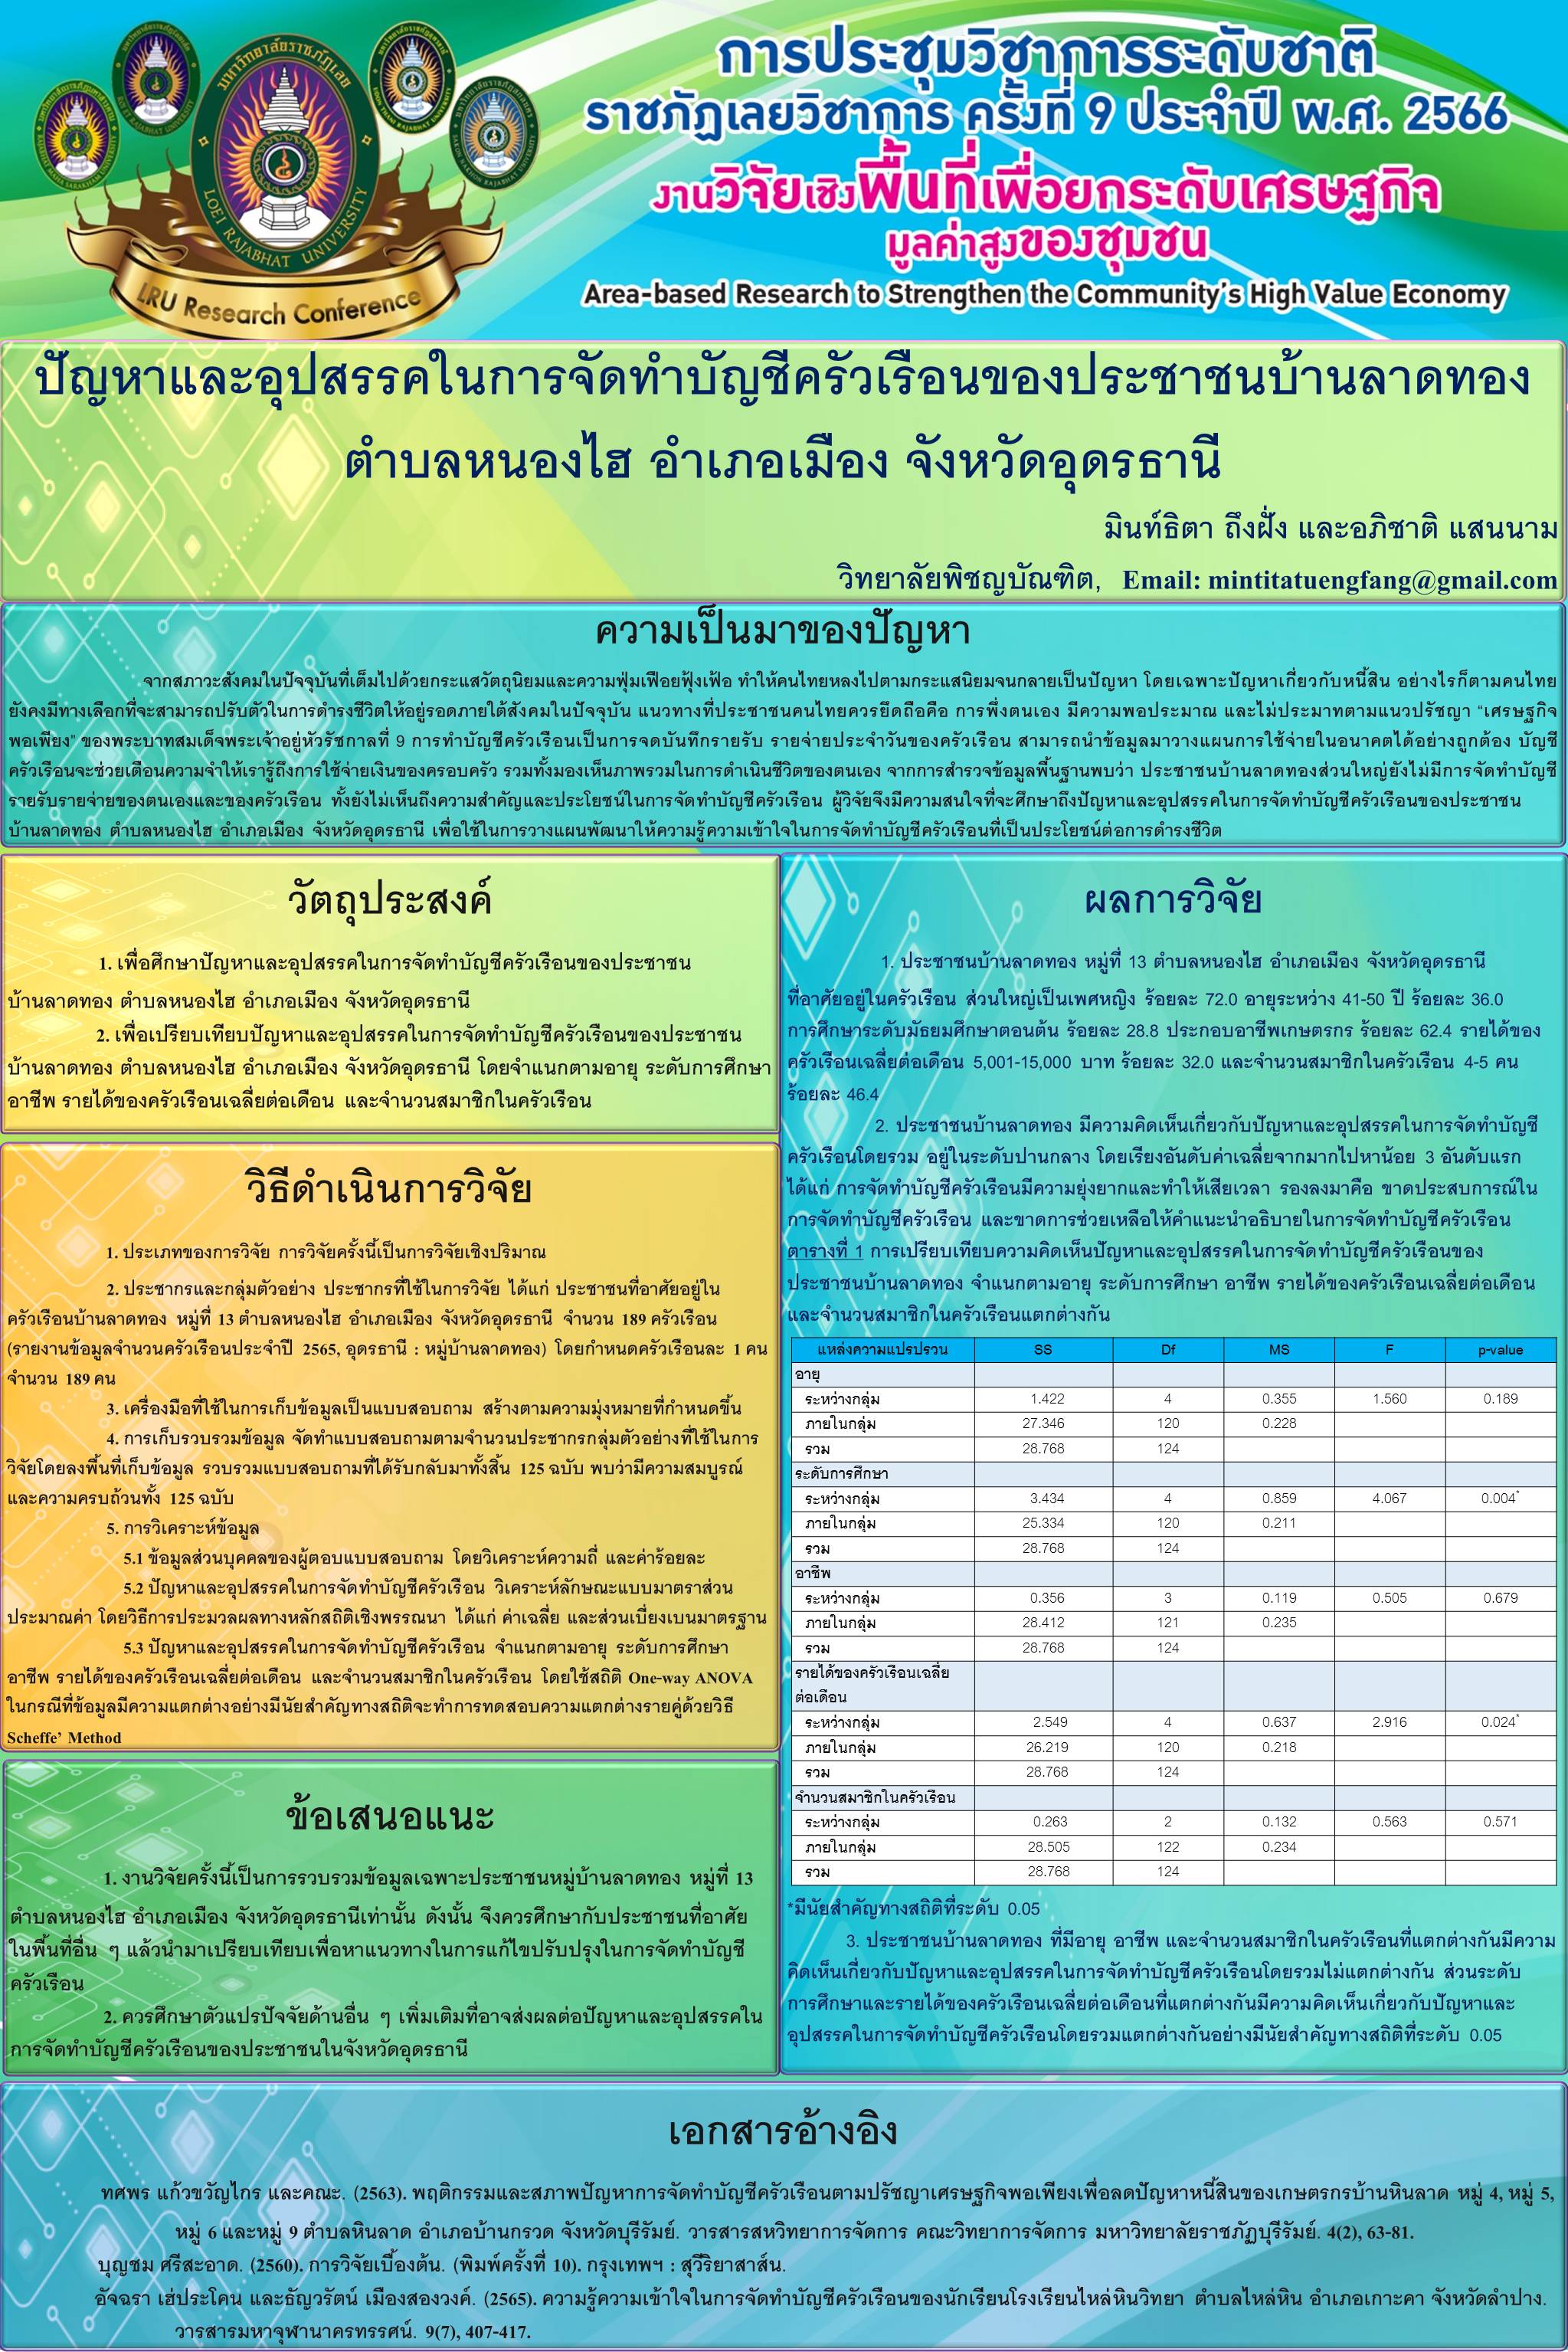 การประชุมวิชาการระดับชาติ
ราชภัฏเลยวิชาการ ครั้งที่ 9 ประจำปี พ.ศ. 2566
งานวิจัยเชิงพื้นที่เพื่อยกระดับเศรษฐกิจ
มูลค่าสูงของชุมชน
Area-based Research to Strengthen the Community's High Value Economy
มหาวิทยาลัยราชภัฏเลย
LOEI RAJABHAT UNIVERSITY
LRU Research Conference
ปัญหาและอุปสรรคในการจัดทำบัญชีครัวเรือนของประชาชนบ้านลาดทอง
ตำบลหนองไฮ อำเภอเมือง จังหวัดอุดรธานี
มินท์ธิตา ถึงฝั่ง และอภิชาติ แสนนาม
วิทยาลัยพิชญบัณฑิต, Email: mintitatuengfang@gmail.com
ความเป็นมาของปัญหา
จากสภาวะสังคมในปัจจุบันที่เต็มไปด้วยกระแสวัตถุนิยมและความฟุ่มเฟือยฟุ้งเฟ้อ ทำให้คนไทยหลงไปตามกระแสนิยมจนกลายเป็นปัญหา โดยเฉพาะปัญหาเกี่ยวกับหนี้สิน อย่างไรก็ตามคนไทย
ยังคงมีทางเลือกที่จะสามารถปรับตัวในการดำรงชีวิตให้อยู่รอดภายใต้สังคมในปัจจุบัน แนวทางที่ประชาชนคนไทยควรยึดถือคือ การพึ่งตนเอง มีความพอประมาณ และไม่ประมาทตามแนวปรัชญา "เศรษฐกิจ
พอเพียง" ของพระบาทสมเด็จพระเจ้าอยู่หัวรัชกาลที่ 9 การทำบัญชีครัวเรือนเป็นการจดบันทึกรายรับ รายจ่ายประจำวันของครัวเรือน สามารถนำข้อมูลมาวางแผนการใช้จ่ายในอนาคตได้อย่างถูกต้อง บัญชี
ครัวเรือนจะช่วยเตือนความจำให้เรารู้ถึงการใช้จ่ายเงินของครอบครัว รวมทั้งมองเห็นภาพรวมในการดำเนินชีวิตของตนเอง จากการสำรวจข้อมูลพื้นฐานพบว่า ประชาชนบ้านลาดทองส่วนใหญ่ยังไม่มีการจัดทำบัญชี
รายรับรายจ่ายของตนเองและของครัวเรือน ทั้งยังไม่เห็นถึงความสำคัญและประโยชน์ในการจัดทำบัญชีครัวเรือน ผู้วิจัยจึงมีความสนใจที่จะศึกษาถึงปัญหาและอุปสรรคในการจัดทำบัญชีครัวเรือนของประชาชน
บ้านลาดทอง ตำบลหนองไฮ อำเภอเมือง จังหวัดอุดรธานี เพื่อใช้ในการวางแผนพัฒนาให้ความรู้ความเข้าใจในการจัดทำบัญชีครัวเรือนที่เป็นประโยชน์ต่อการดำรงชีวิต
วัตถุประสงค์
1. เพื่อศึกษาปัญหาและอุปสรรคในการจัดทำบัญชีครัวเรือนของประชาชน
บ้านลาดทอง ตำบลหนองไฮ อำเภอเมือง จังหวัดอุดรธานี
2. เพื่อเปรียบเทียบปัญหาและอุปสรรคในการจัดทำบัญชีครัวเรือนของประชาชน
บ้านลาดทอง ตำบลหนองไฮ อำเภอเมือง จังหวัดอุดรธานี โดยจำแนกตามอายุ ระดับการศึกษา
อาชีพ รายได้ของครัวเรือนเฉลี่ยต่อเดือน และจำนวนสมาชิกในครัวเรือน
วิธีดำเนินการวิจัย
1. ประเภทของการวิจัย การวิจัยครั้งนี้เป็นการวิจัยเชิงปริมาณ
2. ประชากรและกลุ่มตัวอย่าง ประชากรที่ใช้ในการวิจัย ได้แก่ ประชาชนที่อาศัยอยู่ใน
ครัวเรือนบ้านลาดทอง หมู่ที่ 13 ตำบลหนองไฮ อำเภอเมือง จังหวัดอุดรธานี จำนวน 189 ครัวเรือน
(รายงานข้อมูลจำนวนครัวเรือนประจำปี 2565, อุดรธานี : หมู่บ้านลาดทอง) โดยกำหนดครัวเรือนละ 1 คน
จำนวน 189 คน
3. เครื่องมือที่ใช้ในการเก็บข้อมูลเป็นแบบสอบถาม สร้างตามความมุ่งหมายที่กำหนดขึ้น
4. การเก็บรวบรวมข้อมูล จัดทำแบบสอบถามตามจำนวนประชากรกลุ่มตัวอย่างที่ใช้ในการ
วิจัยโดยลงพื้นที่เก็บข้อมูล รวบรวมแบบสอบถามที่ได้รับกลับมาทั้งสิ้น 125 ฉบับ พบว่ามีความสมบูรณ์
และความครบถ้วนทั้ง 125 ฉบับ
5. การวิเคราะห์ข้อมูล
5.1 ข้อมูลส่วนบุคคลของผู้ตอบแบบสอบถาม โดยวิเคราะห์ความถี่ และค่าร้อยละ
5.2 ปัญหาและอุปสรรคในการจัดทำบัญชีครัวเรือน วิเคราะห์ลักษณะแบบมาตราส่วน
ประมาณค่า โดยวิธีการประมวลผลทางหลักสถิติเชิงพรรณนา ได้แก่ ค่าเฉลี่ย และส่วนเบี่ยงเบนมาตรฐาน
5.3 ปัญหาและอุปสรรคในการจัดทำบัญชีครัวเรือน จำแนกตามอายุ ระดับการศึกษา
อาชีพ รายได้ของครัวเรือนเฉลี่ยต่อเดือน และจำนวนสมาชิกในครัวเรือน โดยใช้สถิติ One-way ANOVA
ในกรณีที่ข้อมูลมีความแตกต่างอย่างมีนัยสำคัญทางสถิติจะทำการทดสอบความแตกต่างรายคู่ด้วยวิธี
Scheffe' Method
ข้อเสนอแนะ
1. งานวิจัยครั้งนี้เป็นการรวบรวมข้อมูลเฉพาะประชาชนหมู่บ้านลาดทอง หมู่ที่ 13
ตำบลหนองไฮ อำเภอเมือง จังหวัดอุดรธานีเท่านั้น ดังนั้น จึงควรศึกษากับประชาชนที่อาศัย
ในพื้นที่อื่น ๆ แล้วนำมาเปรียบเทียบเพื่อหาแนวทางในการแก้ไขปรับปรุงในการจัดทำบัญชี
ครัวเรือน
2. ควรศึกษาตัวแปรปัจจัยด้านอื่น ๆ เพิ่มเติมที่อาจส่งผลต่อปัญหาและอุปสรรคใน
การจัดทำบัญชีครัวเรือนของประชาชนในจังหวัดอุดรธานี
ผลการวิจัย
1. ประชาชนบ้านลาดทอง หมู่ที่ 13 ตำบลหนองไฮ อำเภอเมือง จังหวัดอุดรธานี
ที่อาศัยอยู่ในครัวเรือน ส่วนใหญ่เป็นเพศหญิง ร้อยละ 72.0 อายุระหว่าง 41-50 ปี ร้อยละ 36.0
การศึกษาระดับมัธยมศึกษาตอนต้น ร้อยละ 28.8 ประกอบอาชีพเกษตรกร ร้อยละ 62.4 รายได้ของ
ครัวเรือนเฉลี่ยต่อเดือน 5,001-15,000 บาท ร้อยละ 32.0 และจำนวนสมาชิกในครัวเรือน 4-5 คน
ร้อยละ 46.4
2. ประชาชนบ้านลาดทอง มีความคิดเห็นเกี่ยวกับปัญหาและอุปสรรคในการจัดทำบัญชี
ครัวเรือนโดยรวม อยู่ในระดับปานกลาง โดยเรียงอันดับค่าเฉลี่ยจากมากไปหาน้อย 3 อันดับแรก
ได้แก่ การจัดทำบัญชีครัวเรือนมีความยุ่งยากและทำให้เสียเวลา รองลงมาคือ ขาดประสบการณ์ใน
การจัดทำบัญชีครัวเรือน และขาดการช่วยเหลือให้คำแนะนำอธิบายในการจัดทำบัญชีครัวเรือน
ตารางที่ 1 การเปรียบเทียบความคิดเห็นปัญหาและอุปสรรคในการจัดทำบัญชีครัวเรือนของ
ประชาชนบ้านลาดทอง จำแนกตามอายุ ระดับการศึกษา อาชีพ รายได้ของครัวเรือนเฉลี่ยต่อเดือน
และจำนวนสมาชิกในครัวเรือนแตกต่างกัน
แหล่งความแปรปรวน SS Df MS F p-value
อายุ
ระหว่างกลุ่ม 1.422 4 0.355 1.560 0.189
ภายในกลุ่ม 27.346 120 0.228
รวม 28.768 124
ระดับการศึกษา
ระหว่างกลุ่ม 3.434 4 0.859 4.067 0.004*
ภายในกลุ่ม 25.334 120 0.211
รวม 28.768 124
อาชีพ
ระหว่างกลุ่ม 0.356 3 0.119 0.505 0.679
ภายในกลุ่ม 28.412 121 0.235
รวม 28.768 124
รายได้ของครัวเรือนเฉลี่ย
ต่อเดือน
ระหว่างกลุ่ม 2.549 4 0.637 2.916 0.024*
ภายในกลุ่ม 26.219 120 0.218
รวม 28.768 124
จำนวนสมาชิกในครัวเรือน
ระหว่างกลุ่ม 0.263 2 0.132 0.563 0.571
ภายในกลุ่ม 28.505 122 0.234
รวม 28.768 124
*มีนัยสำคัญทางสถิติที่ระดับ 0.05
3. ประชาชนบ้านลาดทอง ที่มีอายุ อาชีพ และจำนวนสมาชิกในครัวเรือนที่แตกต่างกันมีความ
คิดเห็นเกี่ยวกับปัญหาและอุปสรรคในการจัดทำบัญชีครัวเรือนโดยรวมไม่แตกต่างกัน ส่วนระดับ
การศึกษาและรายได้ของครัวเรือนเฉลี่ยต่อเดือนที่แตกต่างกันมีความคิดเห็นเกี่ยวกับปัญหาและ
อุปสรรคในการจัดทำบัญชีครัวเรือนโดยรวมแตกต่างกันอย่างมีนัยสำคัญทางสถิติที่ระดับ 0.05
เอกสารอ้างอิง
ทศพร แก้วขวัญไกร และคณะ. (2563). พฤติกรรมและสภาพปัญหาการจัดทำบัญชีครัวเรือนตามปรัชญาเศรษฐกิจพอเพียงเพื่อลดปัญหาหนี้สินของเกษตรกรบ้านหินลาด หมู่ 4, หมู่ 5,
หมู่ 6 และหมู่ 9 ตำบลหินลาด อำเภอบ้านกรวด จังหวัดบุรีรัมย์. วารสารสหวิทยาการจัดการ คณะวิทยาการจัดการ มหาวิทยาลัยราชภัฏบุรีรัมย์. 4(2), 63-81.
บุญชม ศรีสะอาด. (2560). การวิจัยเบื้องต้น. (พิมพ์ครั้งที่ 10). กรุงเทพฯ : สุวีริยาสาส์น.
อัจฉรา เฮ่ประโคน และธัญวรัตน์ เมืองสองวงค์. (2565). ความรู้ความเข้าใจในการจัดทำบัญชีครัวเรือนของนักเรียนโรงเรียนไหล่หินวิทยา ตำบลไหล่หิน อำเภอเกาะคา จังหวัดลำปาง.
วารสารมหาจุฬานาครทรรศน์. 9(7), 407-417.